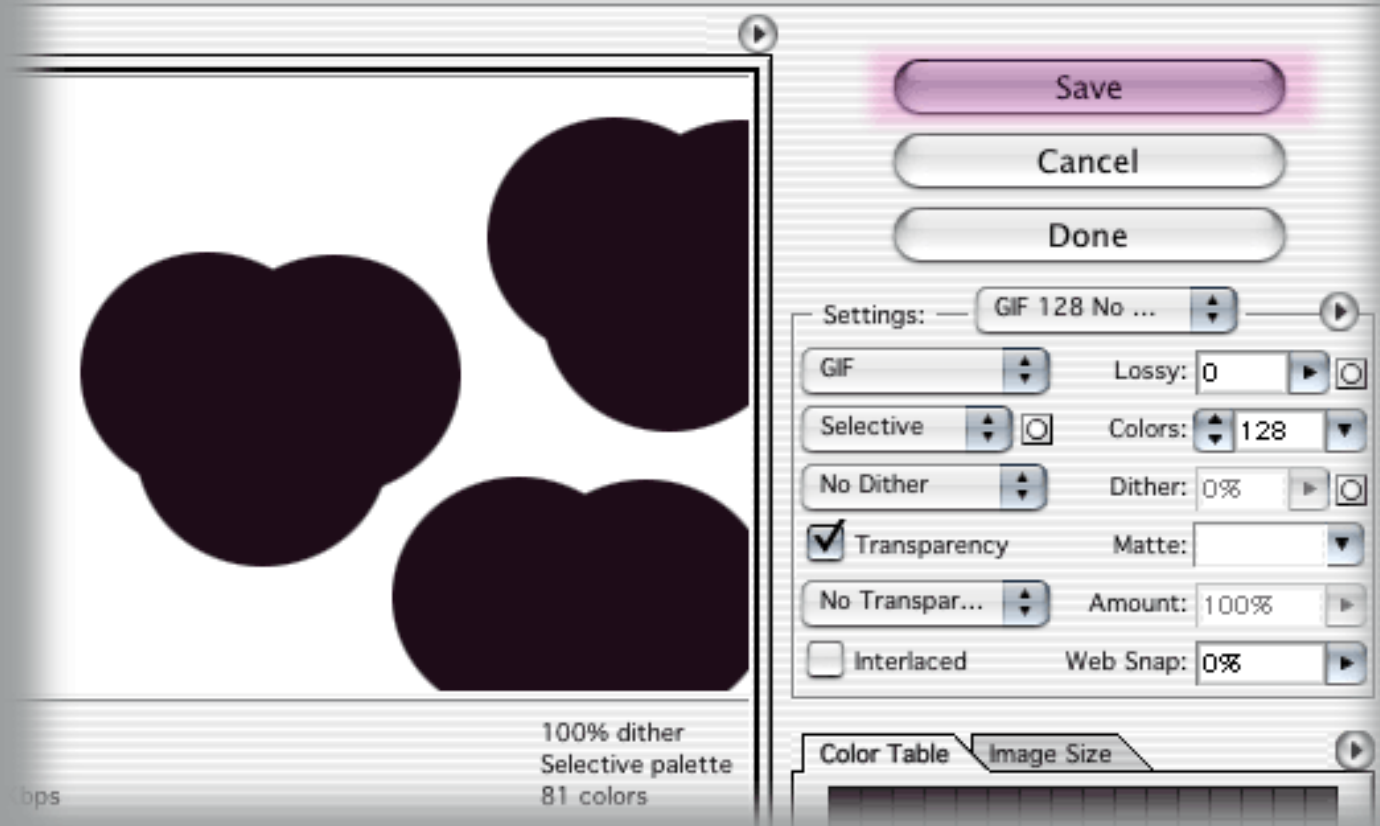 Save
Cancel
Done
Settings: GIF 128 No ...
GIF Lossy: 0
Selective Colors: 128
No Dither Dither: 0%
Transparency Matte:
No Transpar... Amount: 100%
Interlaced Web Snap: 0%
100% dither
Selective palette
bps 81 colors
Color Table Image Size